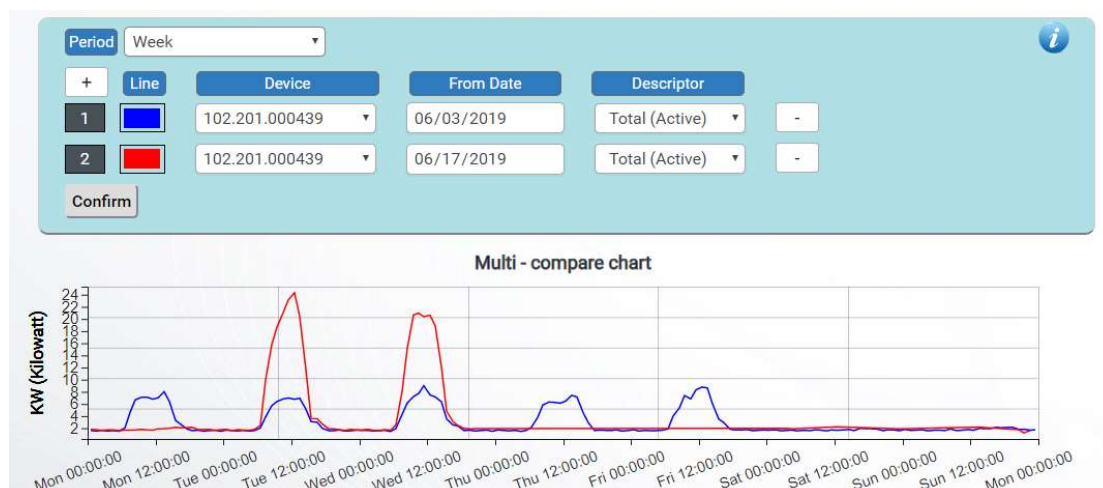 Period Week
i
+ Line Device From Date Descriptor
1 102.201.000439 06/03/2019 Total (Active) -
2 102.201.000439 06/17/2019 Total (Active) -
Confirm
Multi - compare chart
KW (Kilowatt)
24
22
20
18
16
14
12
10
8
6
4
2
Mon 00:00:00 Mon 12:00:00 Tue 00:00:00 Tue 12:00:00 Wed 00:00:00 Wed 12:00:00 Thu 00:00:00 Thu 12:00:00 Fri 00:00:00 Fri 12:00:00 Sat 00:00:00 Sat 12:00:00 Sun 00:00:00 Sun 12:00:00 Mon 00:00:00